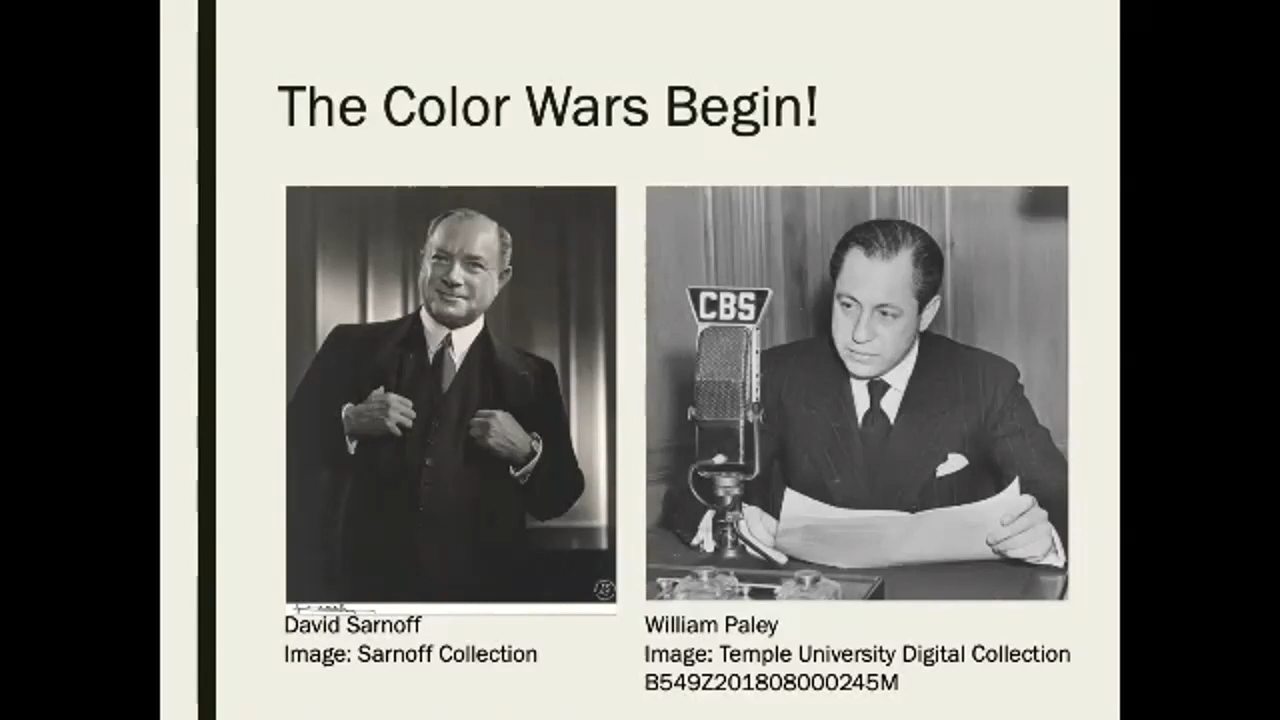 The Color Wars Begin!
CBS
David Sarnoff
Image: Sarnoff Collection
William Paley
Image: Temple University Digital Collection
B549Z201808000245M